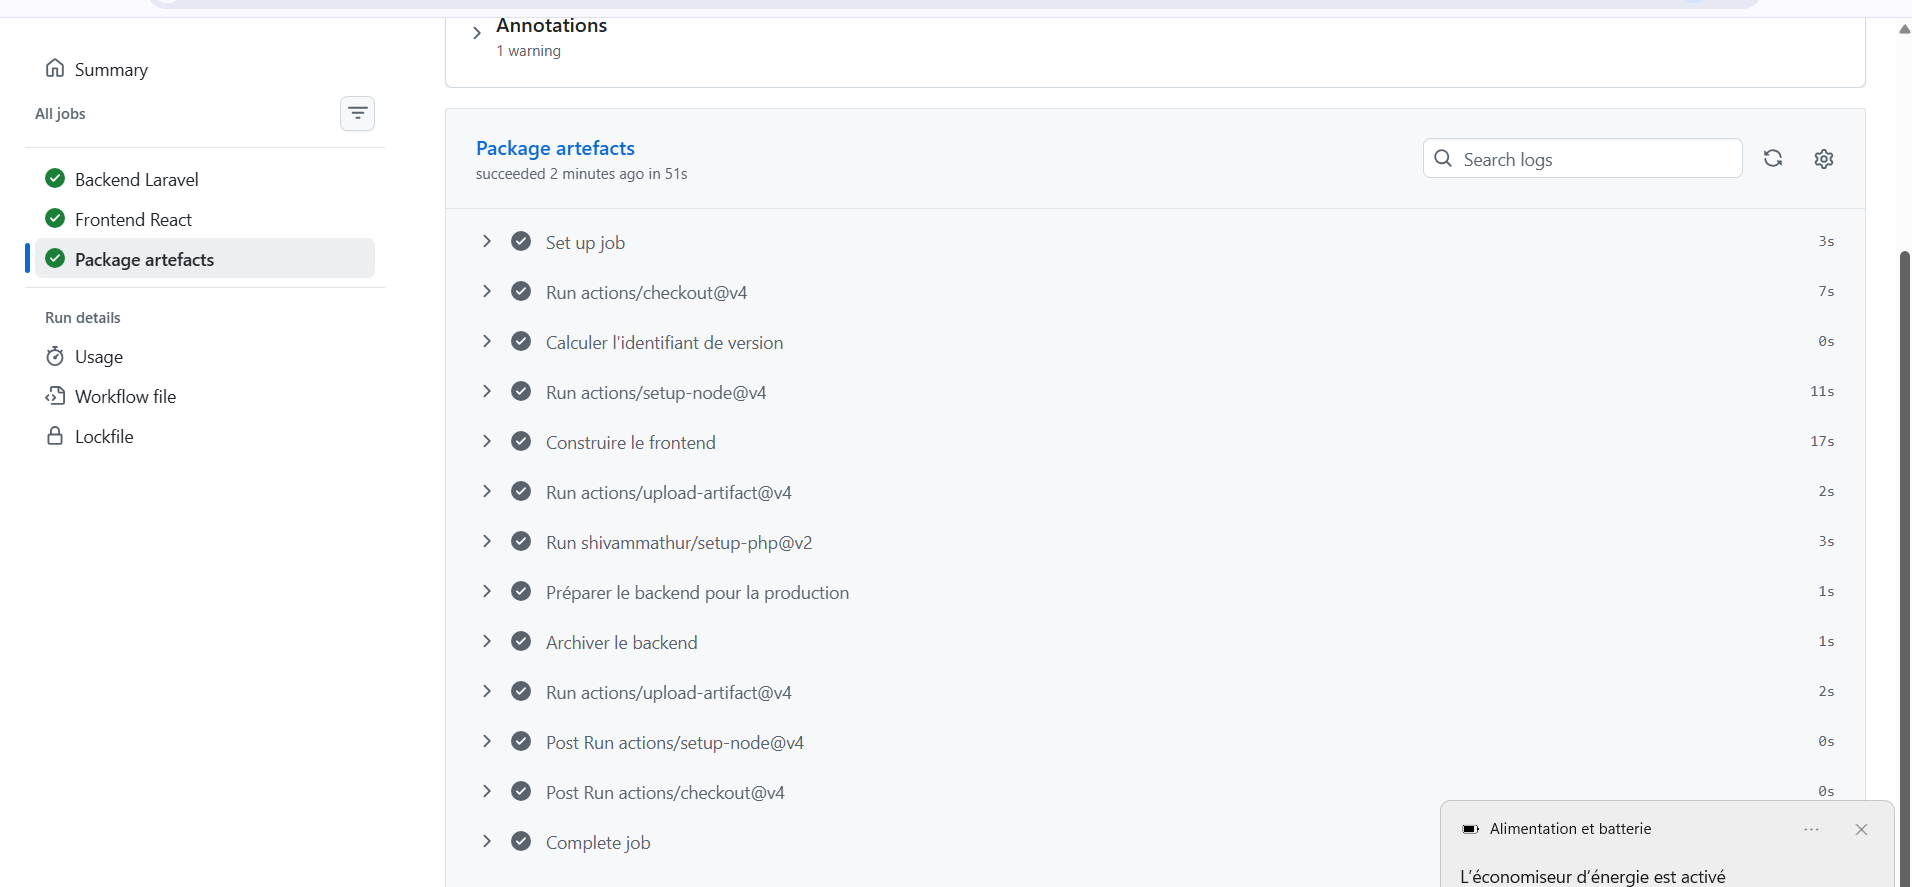 Annotations
1 warning
Summary
All jobs
Backend Laravel
Frontend React
Package artefacts
Run details
Usage
Workflow file
Lockfile
Package artefacts
succeeded 2 minutes ago in 51s
Search logs
Set up job 3s
Run actions/checkout@v4 7s
Calculer l'identifiant de version 0s
Run actions/setup-node@v4 11s
Construire le frontend 17s
Run actions/upload-artifact@v4 2s
Run shivammathur/setup-php@v2 3s
Préparer le backend pour la production 1s
Archiver le backend 1s
Run actions/upload-artifact@v4 2s
Post Run actions/setup-node@v4 0s
Post Run actions/checkout@v4 0s
Complete job
Alimentation et batterie
L’économiseur d’énergie est activé